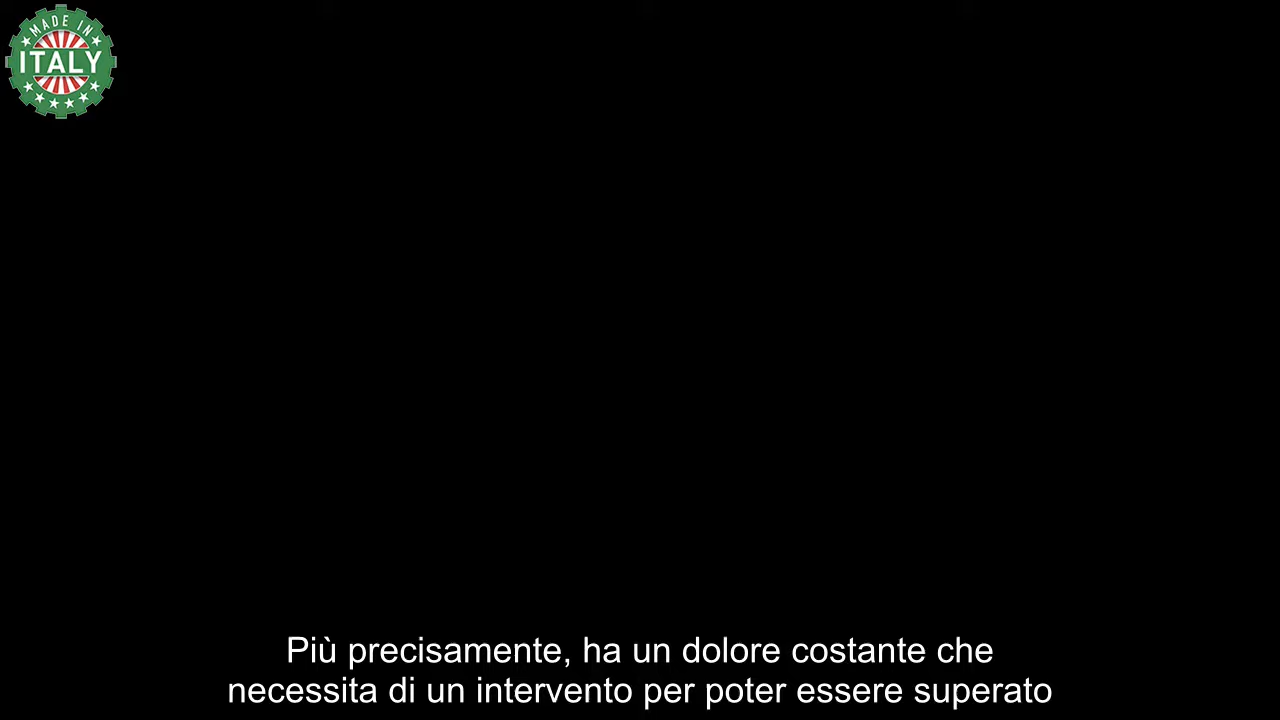 MADE IN
ITALY
Più precisamente, ha un dolore costante che
necessita di un intervento per poter essere superato